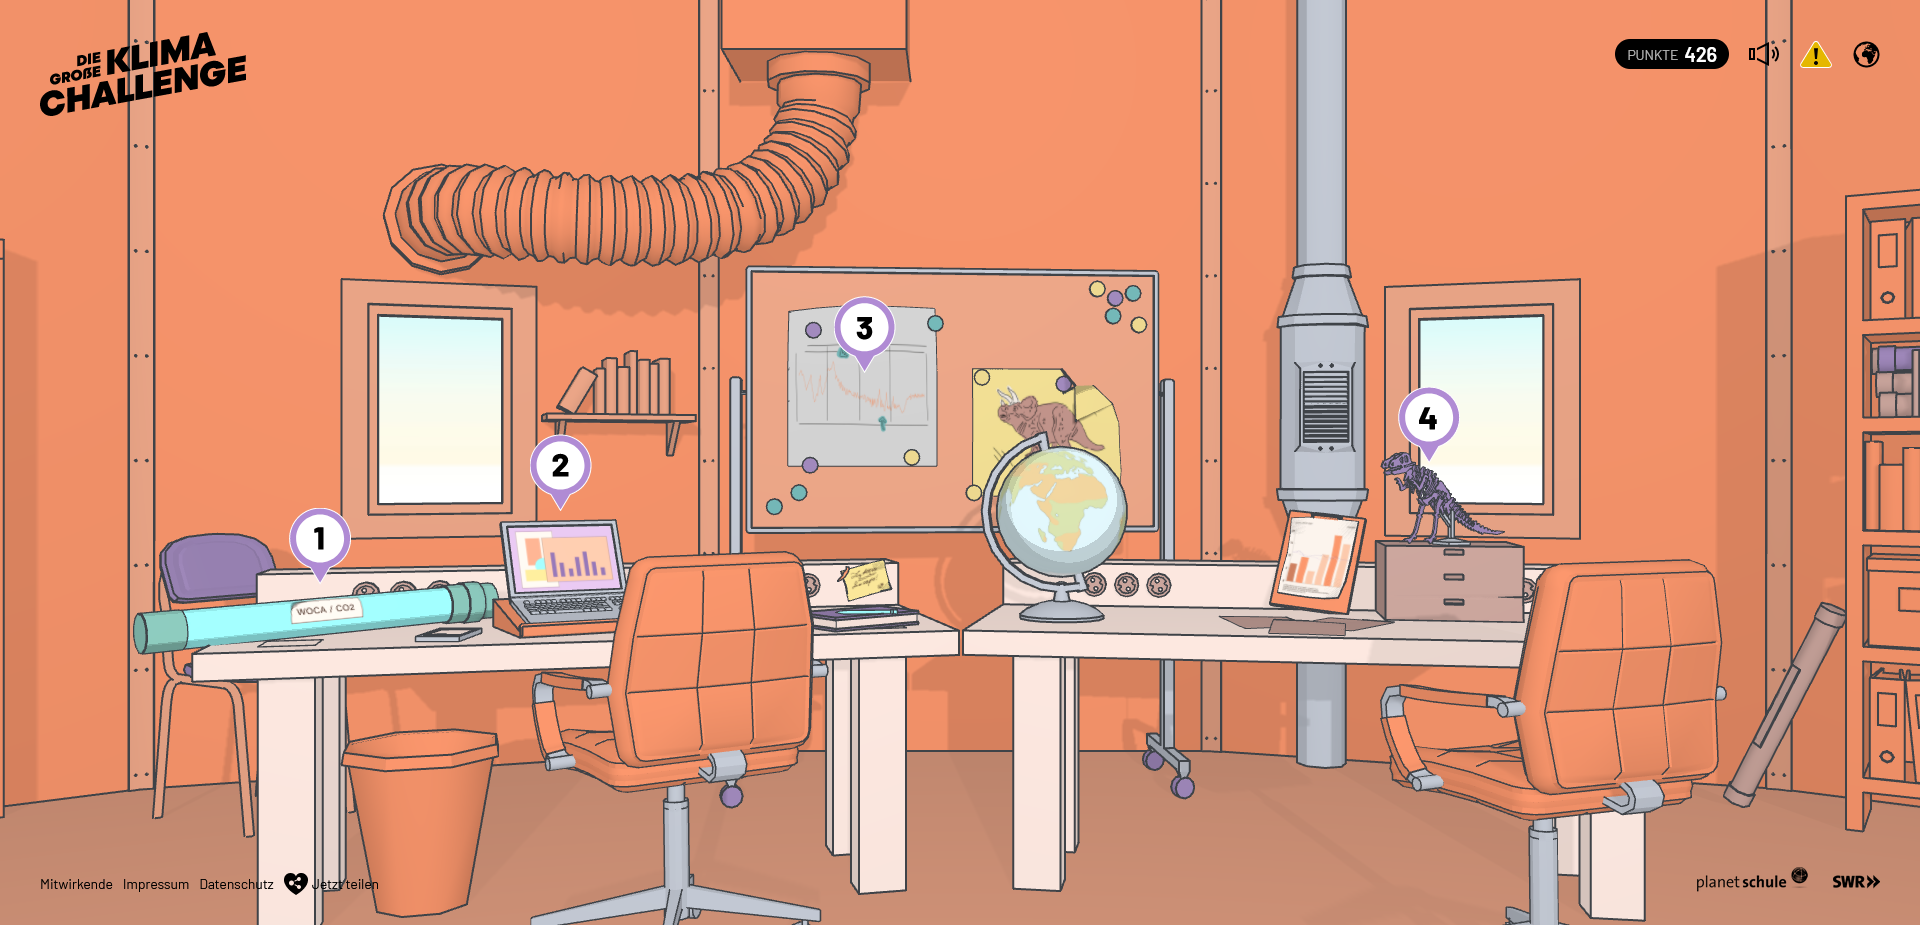 DIE KLIMA
GROßE
CHALLENGE
PUNKTE 426
3
4
2
1
WOCA / CO2
Mitwirkende Impressum Datenschutz Jetzt teilen
planet schule SWR